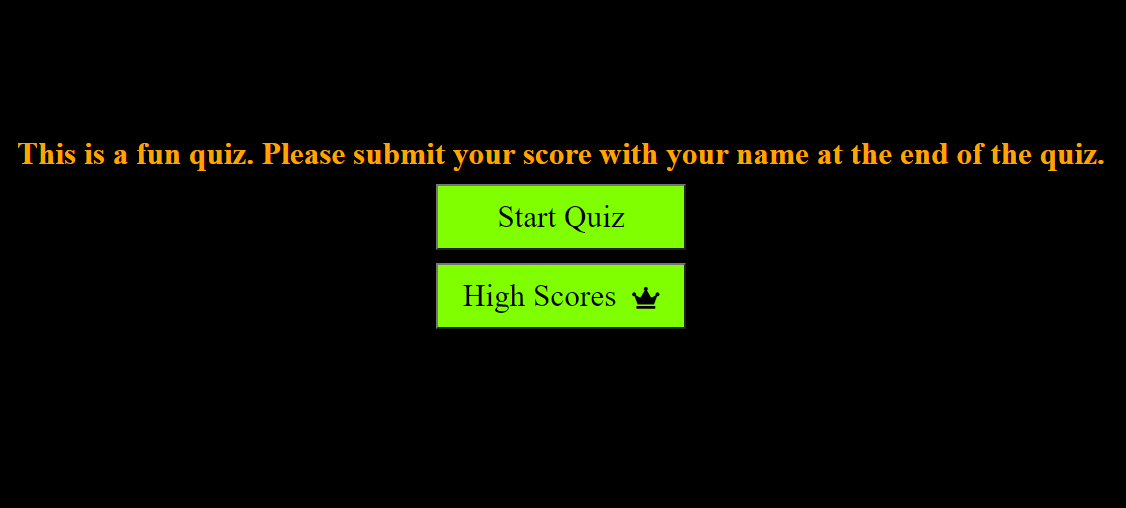 This is a fun quiz. Please submit your score with your name at the end of the quiz.
Start Quiz
High Scores